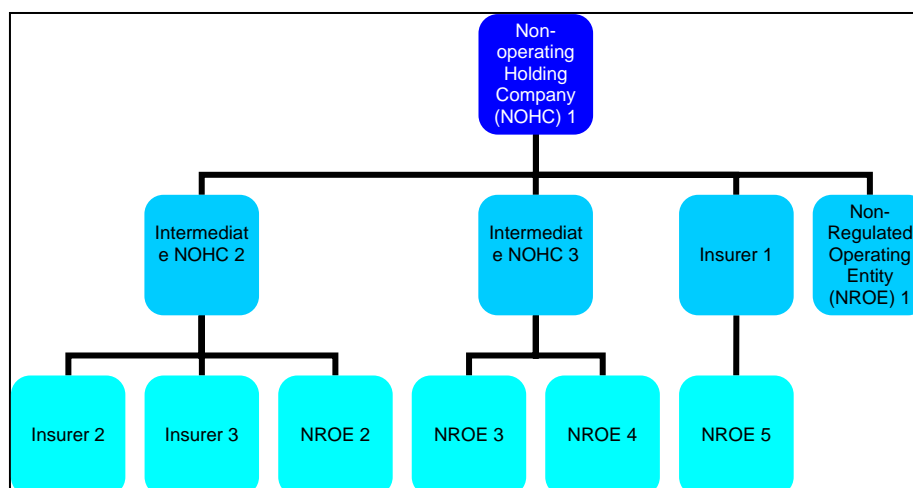 Non-
operating
Holding
Company
(NOHC) 1
Intermediat
e NOHC 2
Intermediat
e NOHC 3
Insurer 1
Non-
Regulated
Operating
Entity
(NROE) 1
Insurer 2
Insurer 3
NROE 2
NROE 3
NROE 4
NROE 5